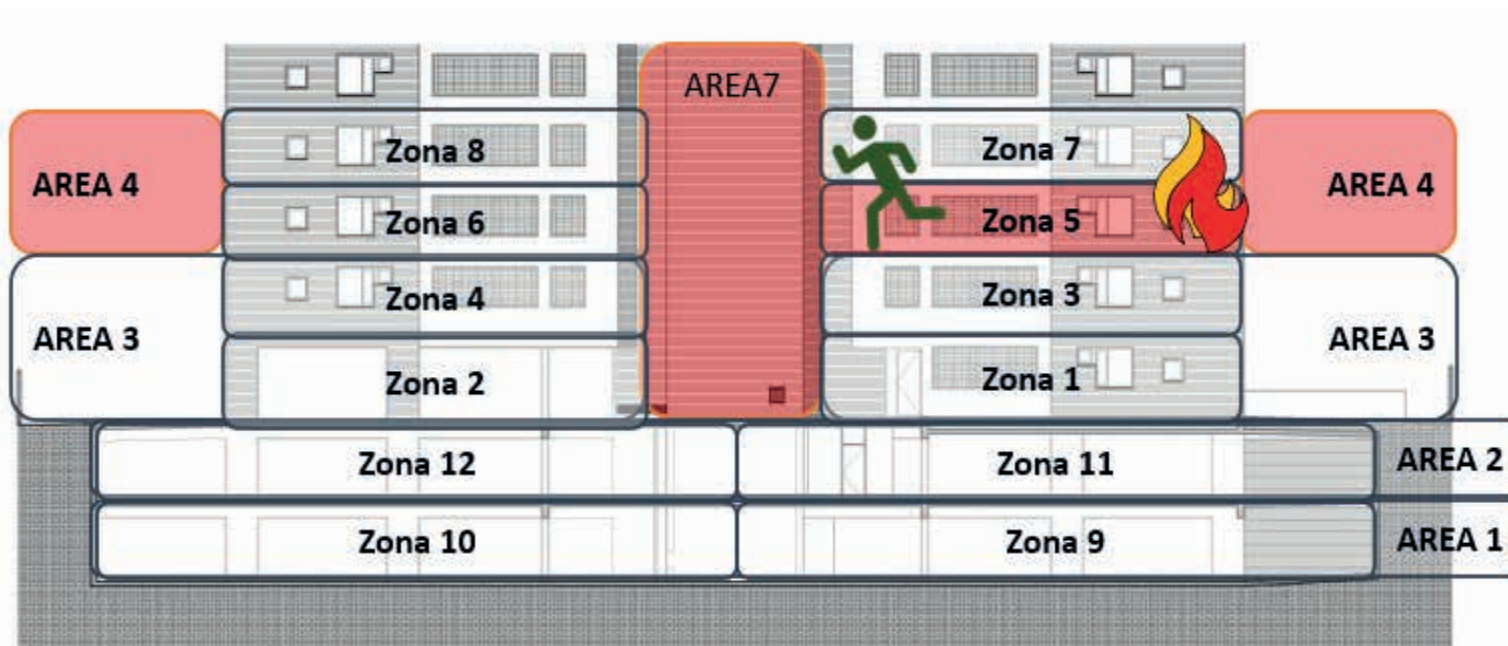 AREA7
Zona 8
Zona 7
AREA 4
AREA 4
Zona 6
Zona 5
Zona 4
Zona 3
AREA 3
AREA 3
Zona 2
Zona 1
Zona 12
Zona 11
AREA 2
Zona 10
Zona 9
AREA 1